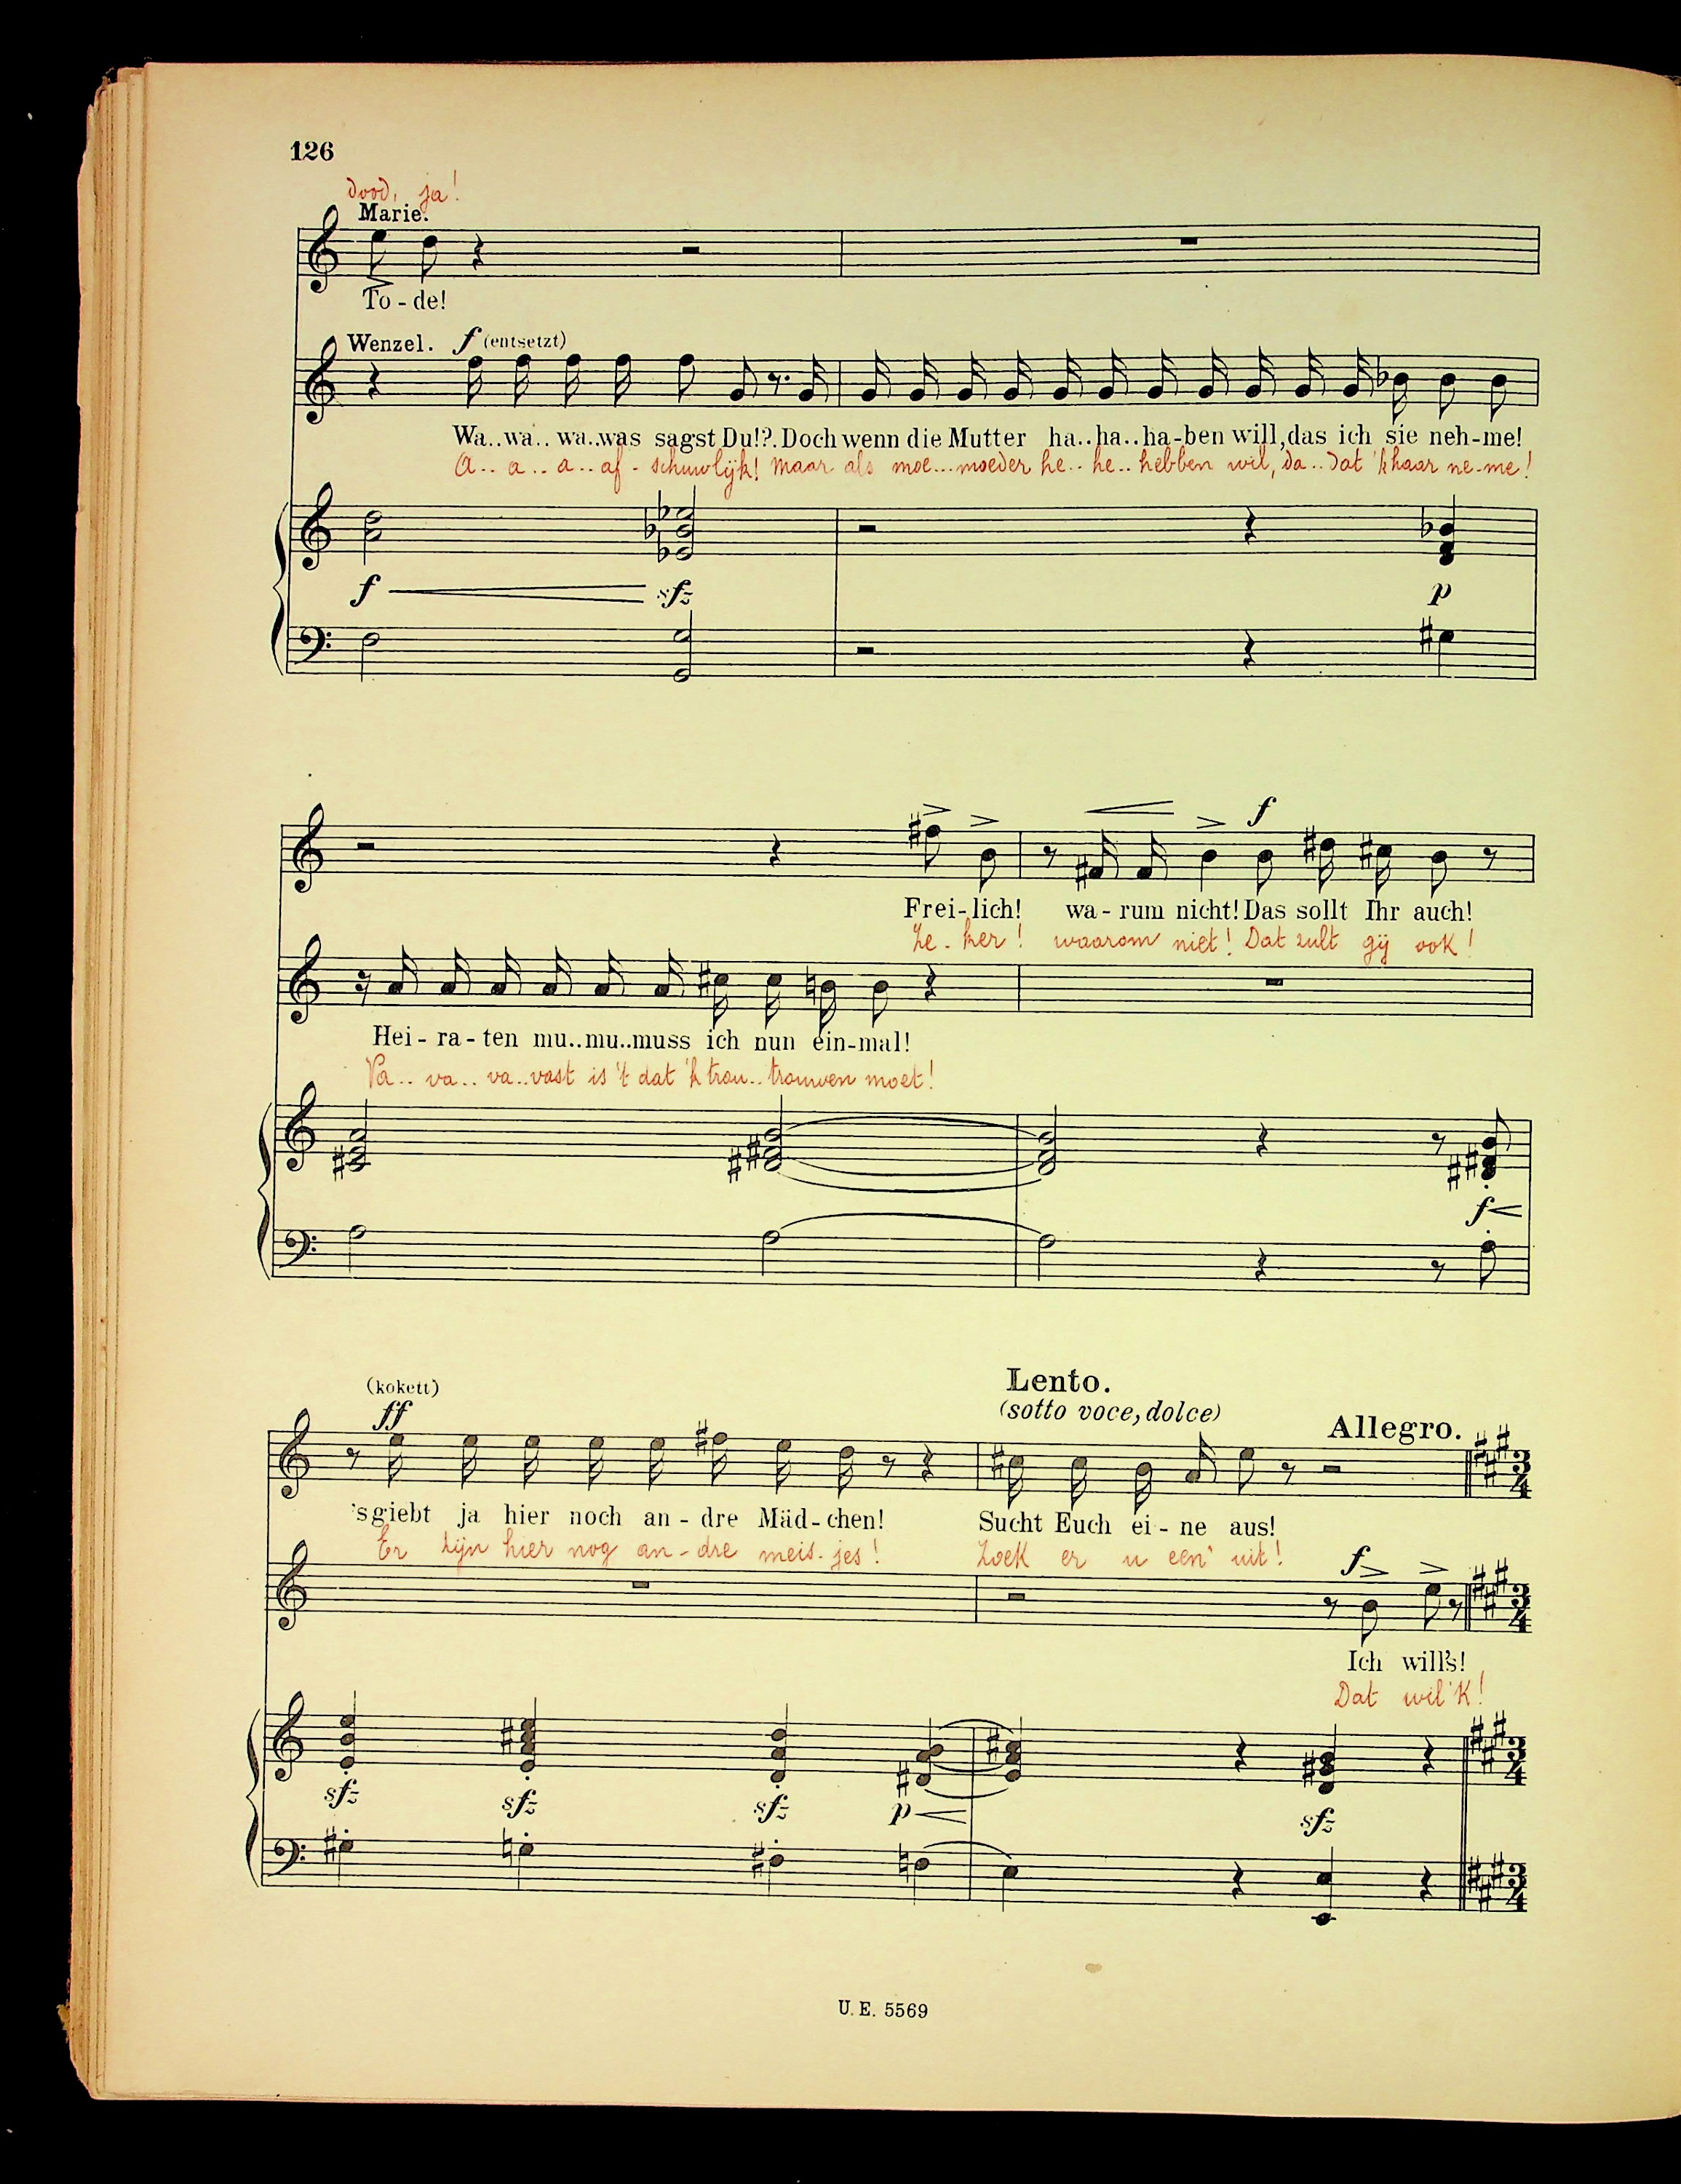 126
dood, ja!
Marie.
To-de!
Wenzel. f (entsetzt)
Wa..wa..wa..was sagst Du!?. Doch wenn die Mutter ha..ha..ha-ben will, das ich sie neh-me!
A.. a.. a.. af-schuwlijk! maar als moe...moeder he.. he.. hebben wil, da.. dat 'k haar ne-me!
f sfz p
f
Frei-lich! wa-rum nicht! Das sollt Ihr auch!
Ze-ker! waarom niet! Dat zult gij ook!
Hei-ra-ten mu..mu..muss ich nun ein-mal!
Va.. va.. va..vast is 't dat 'k trou.. trouwen moet!
f
Lento.
(kokett)
ff
(sotto voce, dolce)
Allegro.
's giebt ja hier noch an-dre Mäd-chen! Sucht Euch ei-ne aus!
Er zijn hier nog an-dre meis-jes! Zoek er u een uit!
f
Ich will's!
Dat wil 'k!
sfz sfz sfz p sfz
U. E. 5569